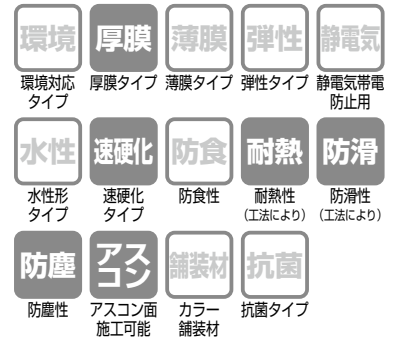 環境 厚膜 薄膜 弾性 静電気
環境対応 厚膜タイプ 薄膜タイプ 弾性タイプ 静電気帯電
タイプ 防止用
水性 速硬化 防食 耐熱 防滑
水性形 速硬化 防食性 耐熱性 防滑性
タイプ タイプ （工法により） （工法により）
防塵 アス 舗装材 抗菌
コン
防塵性 アスコン面 カラー 抗菌タイプ
施工可能 舗装材